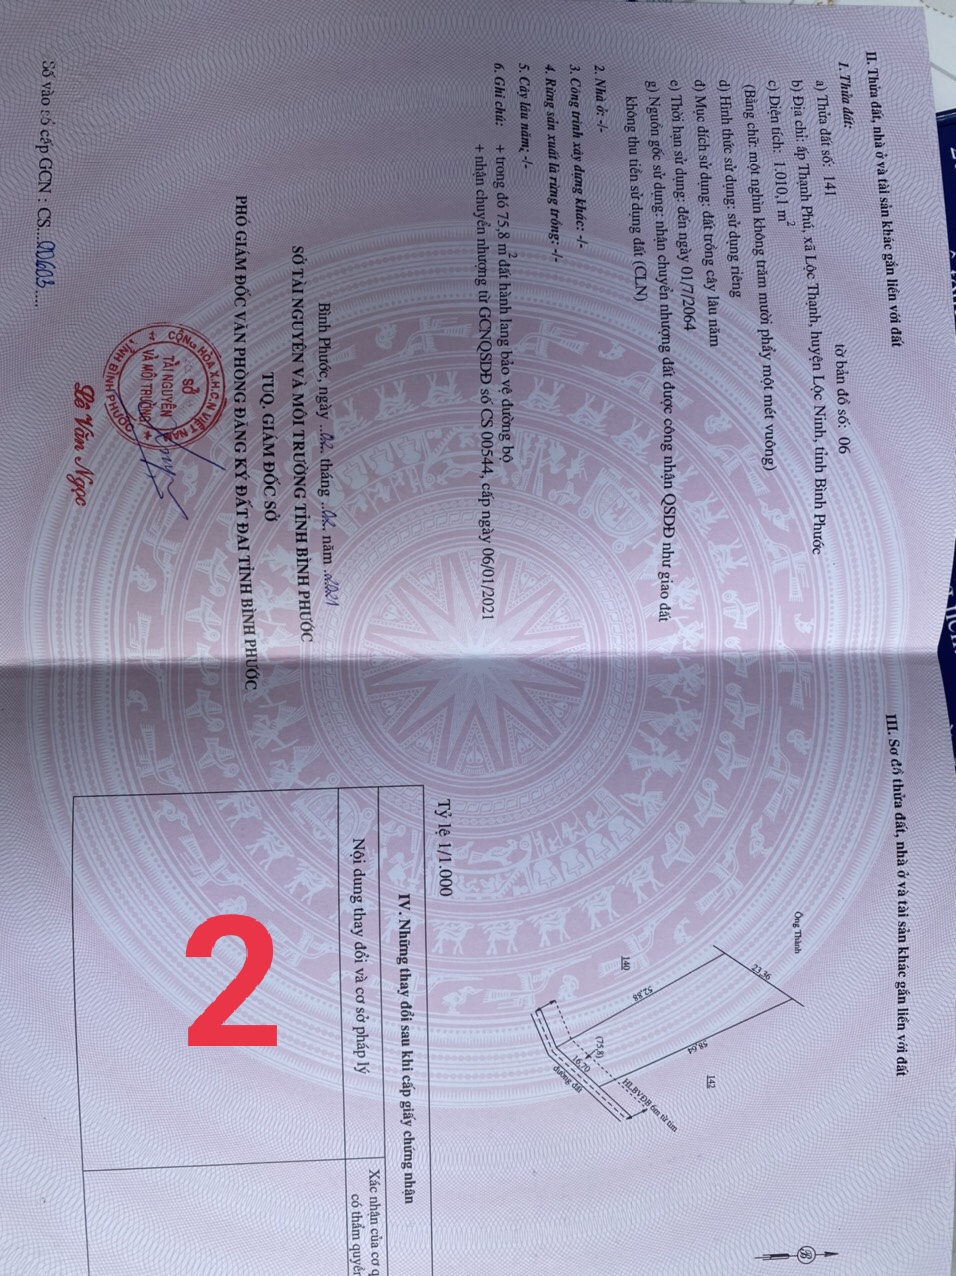 II. Thửa đất, nhà ở và tài sản khác gắn liền với đất
1. Thửa đất:
a) Thửa đất số: 141 tờ bản đồ số: 06
b) Địa chỉ: ấp Thạnh Phú, xã Lộc Thạnh, huyện Lộc Ninh, tỉnh Bình Phước
c) Diện tích: 1.010,1 m2
(Bằng chữ: một nghìn không trăm mười phẩy một mét vuông)
d) Hình thức sử dụng: sử dụng riêng
đ) Mục đích sử dụng: đất trồng cây lâu năm
e) Thời hạn sử dụng: đến ngày 01/7/2064
g) Nguồn gốc sử dụng: nhận chuyển nhượng đất được công nhận QSDĐ như giao đất
không thu tiền sử dụng đất (CLN)
2. Nhà ở: -/-
3. Công trình xây dựng khác: -/-
4. Rừng sản xuất là rừng trồng: -/-
5. Cây lâu năm: -/-
6. Ghi chú: + trong đó 75,8 m2 đất hành lang bảo vệ đường bộ
+ nhận chuyển nhượng từ GCNQSDĐ số CS 00544, cấp ngày 06/01/2021
Bình Phước, ngày ..02.. tháng ..02.. năm ..2021
SỞ TÀI NGUYÊN VÀ MÔI TRƯỜNG TỈNH BÌNH PHƯỚC
TUQ. GIÁM ĐỐC SỞ
PHÓ GIÁM ĐỐC VĂN PHÒNG ĐĂNG KÝ ĐẤT ĐAI TỈNH BÌNH PHƯỚC
CỘNG HÒA X.H.C.N VIỆT NAM
SỞ
TÀI NGUYÊN
VÀ MÔI TRƯỜNG
TỈNH BÌNH PHƯỚC
Lê Văn Ngọc
Số vào sổ cấp GCN : CS...00603.....
III. Sơ đồ thửa đất, nhà ở và tài sản khác gắn liền với đất
Ông Thành
23,36
140
52,88
58,64
142
(75,8)
16,70
HLBVĐB 6m từ tim
đường đất
Tỷ lệ 1/1.000
IV. Những thay đổi sau khi cấp giấy chứng nhận
Nội dung thay đổi và cơ sở pháp lý
Xác nhận của cơ q
có thẩm quyền
2